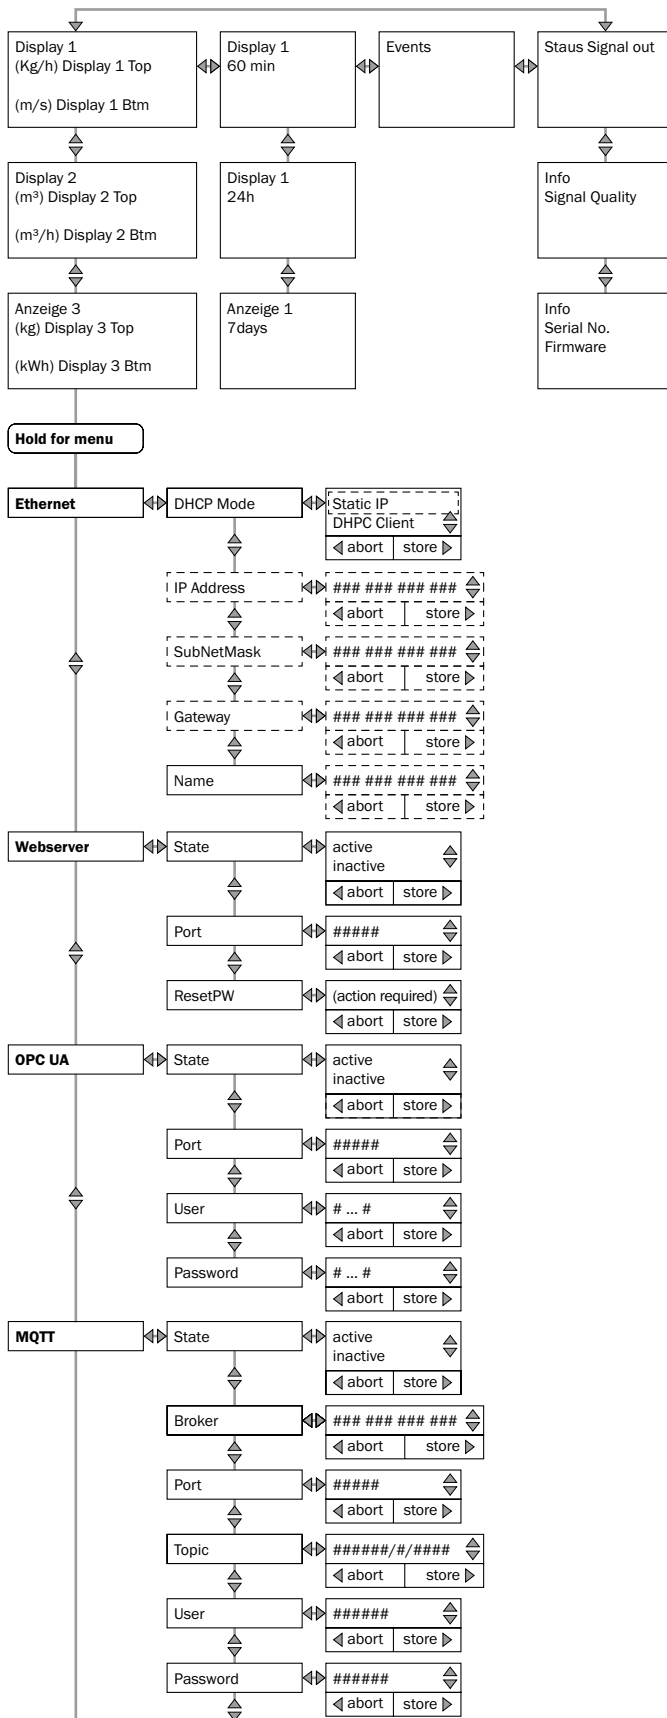 Display 1
(Kg/h) Display 1 Top
(m/s) Display 1 Btm
Display 1
60 min
Events
Staus Signal out
Display 2
(m³) Display 2 Top
(m³/h) Display 2 Btm
Display 1
24h
Info
Signal Quality
Anzeige 3
(kg) Display 3 Top
(kWh) Display 3 Btm
Anzeige 1
7days
Info
Serial No.
Firmware
Hold for menu
Ethernet
DHCP Mode
Static IP
DHPC Client
abort store
IP Address
### ### ### ###
abort store
SubNetMask
### ### ### ###
abort store
Gateway
### ### ### ###
abort store
Name
### ### ### ###
abort store
Webserver
State
active
inactive
abort store
Port
#####
abort store
ResetPW
(action required)
abort store
OPC UA
State
active
inactive
abort store
Port
#####
abort store
User
# ... #
abort store
Password
# ... #
abort store
MQTT
State
active
inactive
abort store
Broker
### ### ### ###
abort store
Port
#####
abort store
Topic
######/#/####
abort store
User
######
abort store
Password
######
abort store